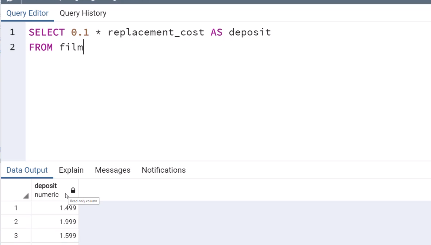 Query Editor Query History
1 SELECT 0.1 * replacement_cost AS deposit
2 FROM film
Data Output Explain Messages Notifications
deposit
numeric
1 1.499
2 1.999
3 1.599